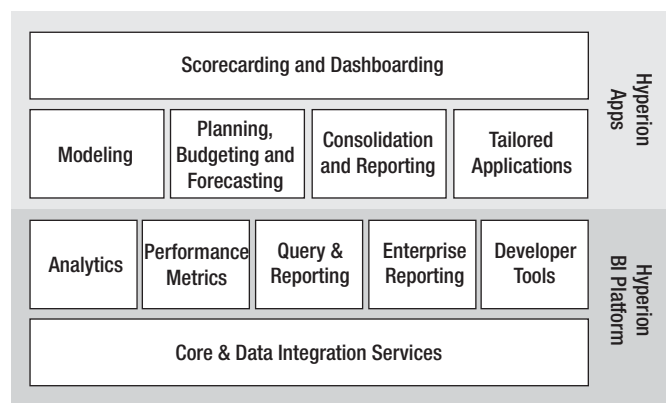 Scorecarding and Dashboarding
Modeling
Planning,
Budgeting and
Forecasting
Consolidation
and Reporting
Tailored
Applications
Hyperion
Apps
Analytics
Performance
Metrics
Query &
Reporting
Enterprise
Reporting
Developer
Tools
Core & Data Integration Services
Hyperion
BI Platform